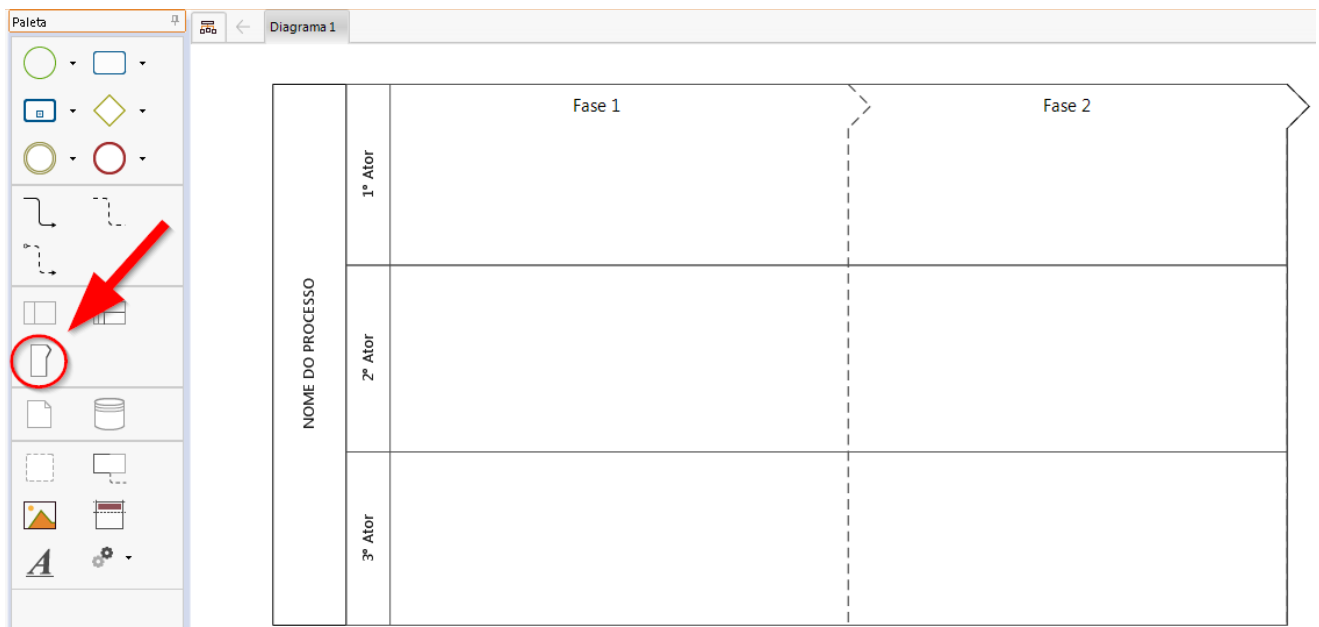 Paleta
Diagrama 1
Fase 1
Fase 2
NOME DO PROCESSO
1º Ator
2º Ator
3º Ator
A